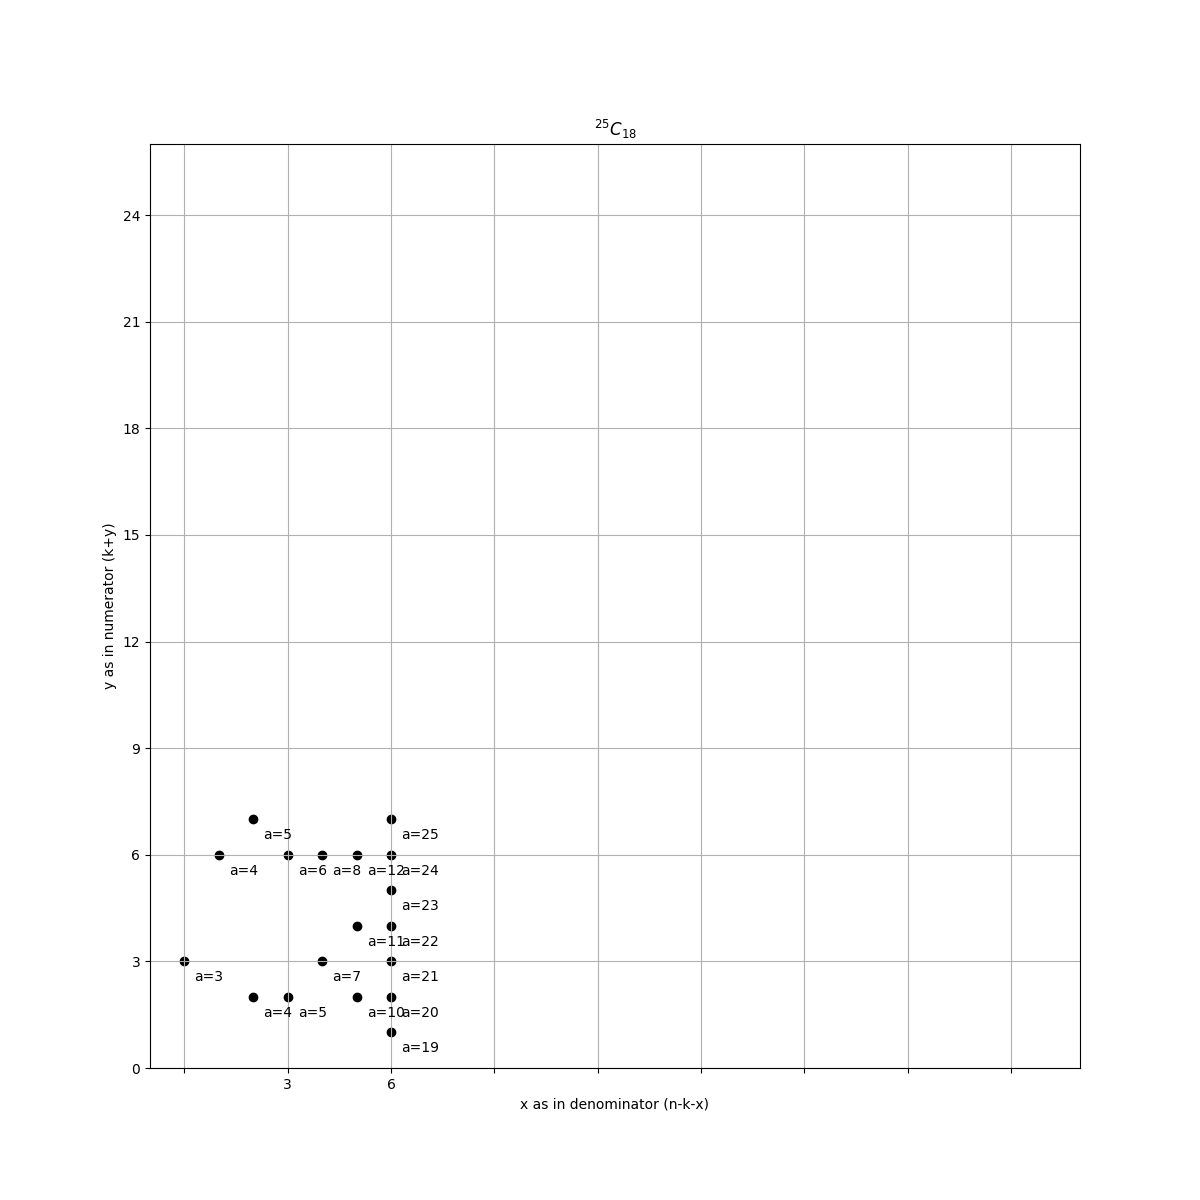 ²⁵C₁₈
24
21
18
15
12
9
6
3
0
y as in numerator (k+y)
a=5
a=25
a=4
a=6
a=8
a=12
a=24
a=23
a=11
a=22
a=3
a=7
a=21
a=4
a=5
a=10
a=20
a=19
3
6
x as in denominator (n-k-x)